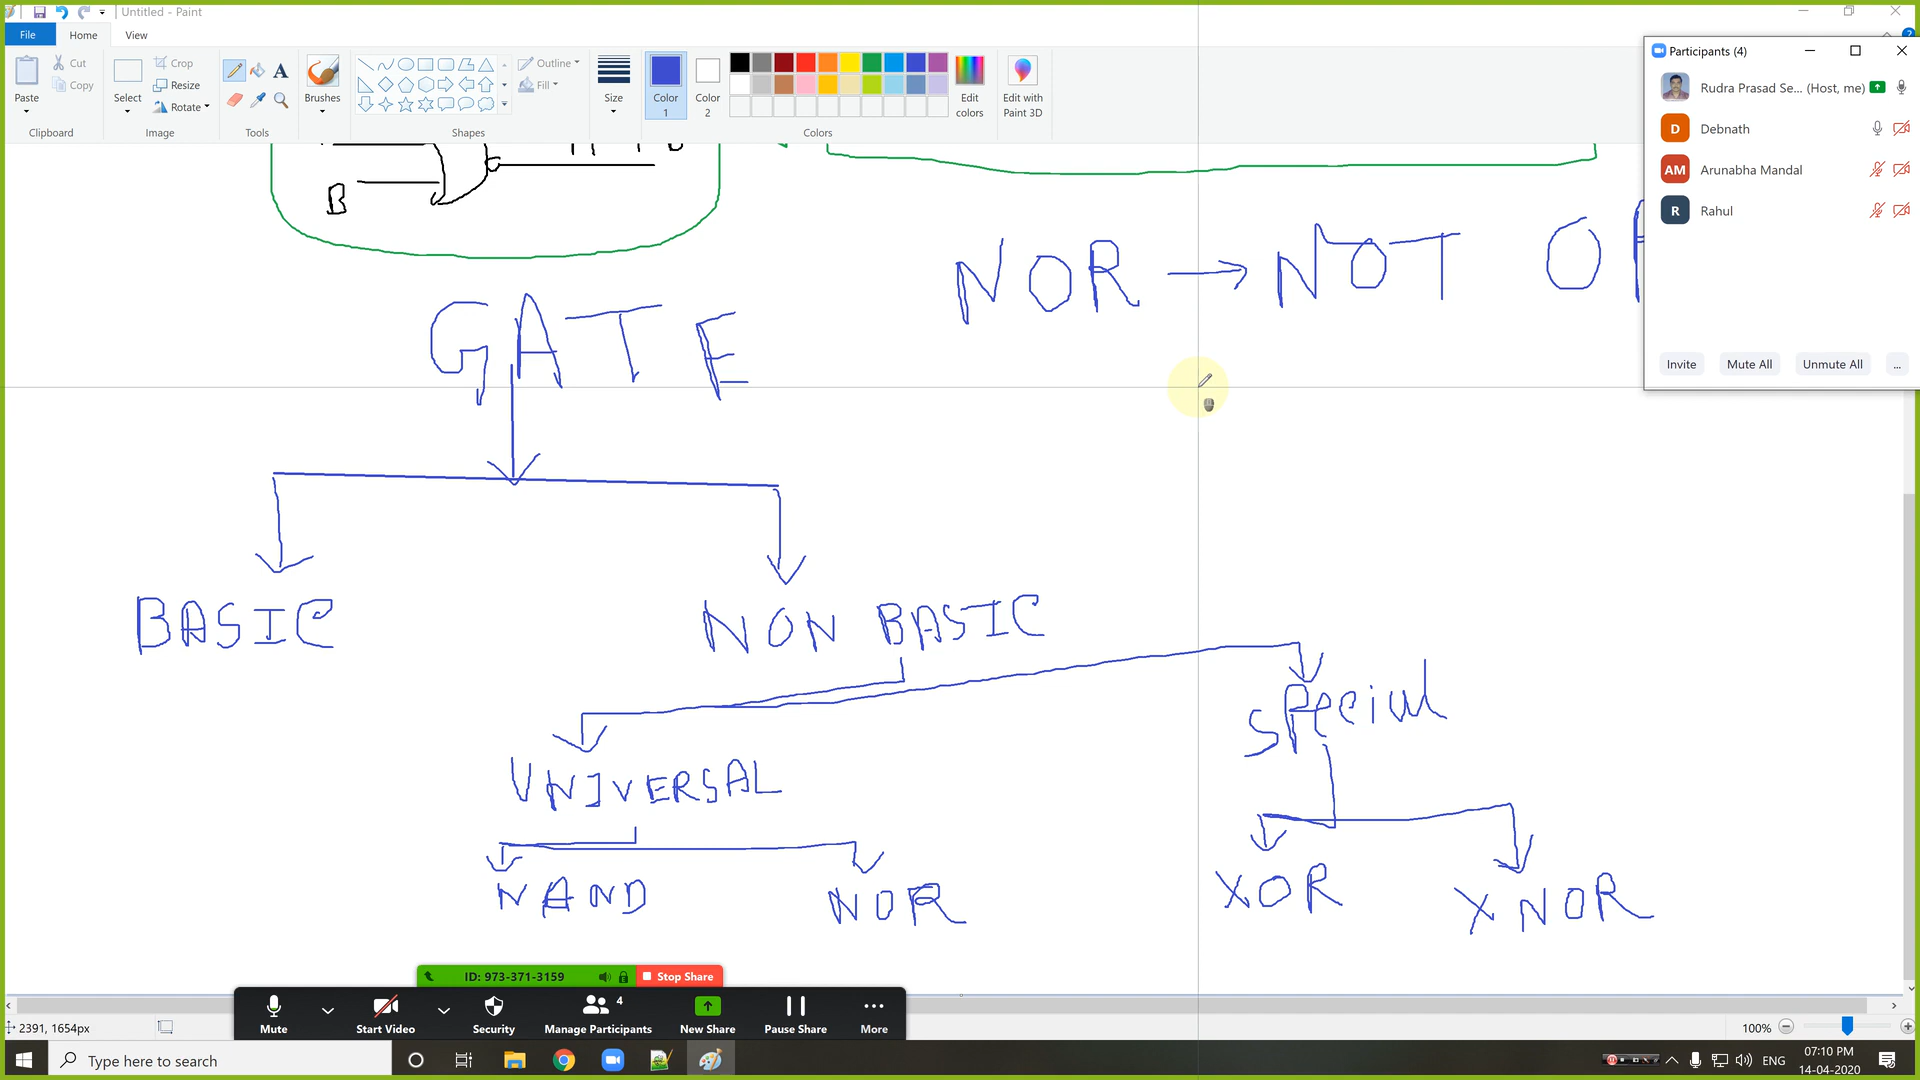 Untitled - Paint
File Home View
Paste Cut Copy Clipboard
Select Crop Resize Rotate Image
Tools
Brushes
Outline Fill Shapes
Size
Color 1
Color 2
Edit colors
Colors
Edit with Paint 3D
Participants (4)
Rudra Prasad Se... (Host, me)
D Debnath
AM Arunabha Mandal
R Rahul
Invite Mute All Unmute All ...
B
NOR → NOT O
GATE
BASIC NON BASIC
UNIVERSAL
Special
NAND NOR
XOR XNOR
ID: 973-371-3159 Stop Share
Mute Start Video Security Manage Participants 4 New Share Pause Share More
2391, 1654px
100%
Type here to search
ENG
07:10 PM
14-04-2020